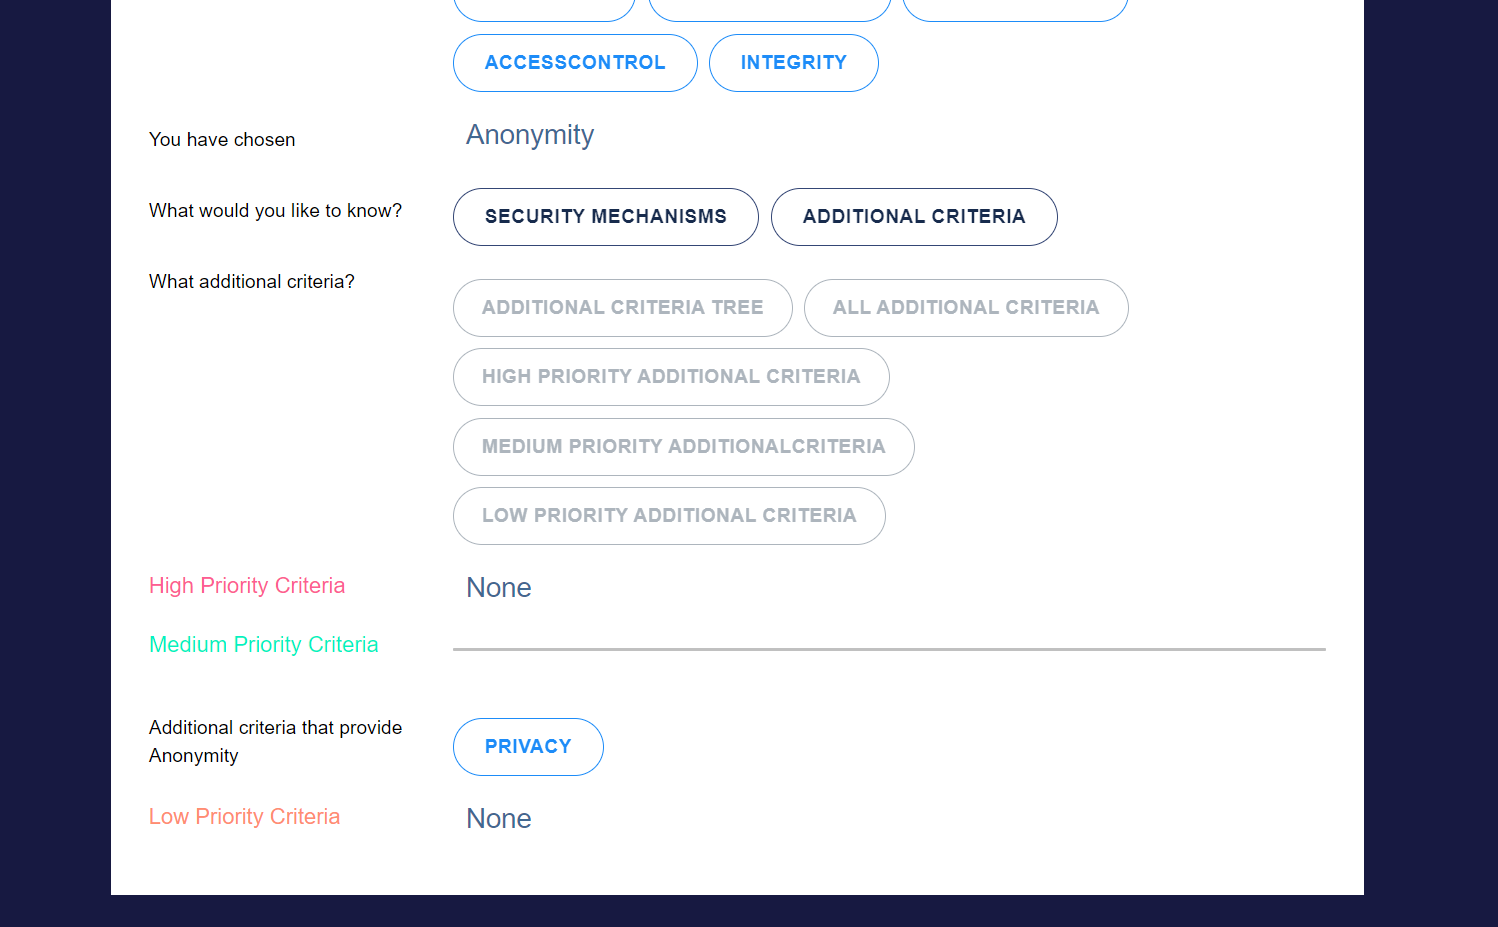 ACCESSCONTROL INTEGRITY
You have chosen Anonymity
What would you like to know? SECURITY MECHANISMS ADDITIONAL CRITERIA
What additional criteria?
ADDITIONAL CRITERIA TREE ALL ADDITIONAL CRITERIA
HIGH PRIORITY ADDITIONAL CRITERIA
MEDIUM PRIORITY ADDITIONALCRITERIA
LOW PRIORITY ADDITIONAL CRITERIA
High Priority Criteria None
Medium Priority Criteria
Additional criteria that provide
Anonymity
PRIVACY
Low Priority Criteria None